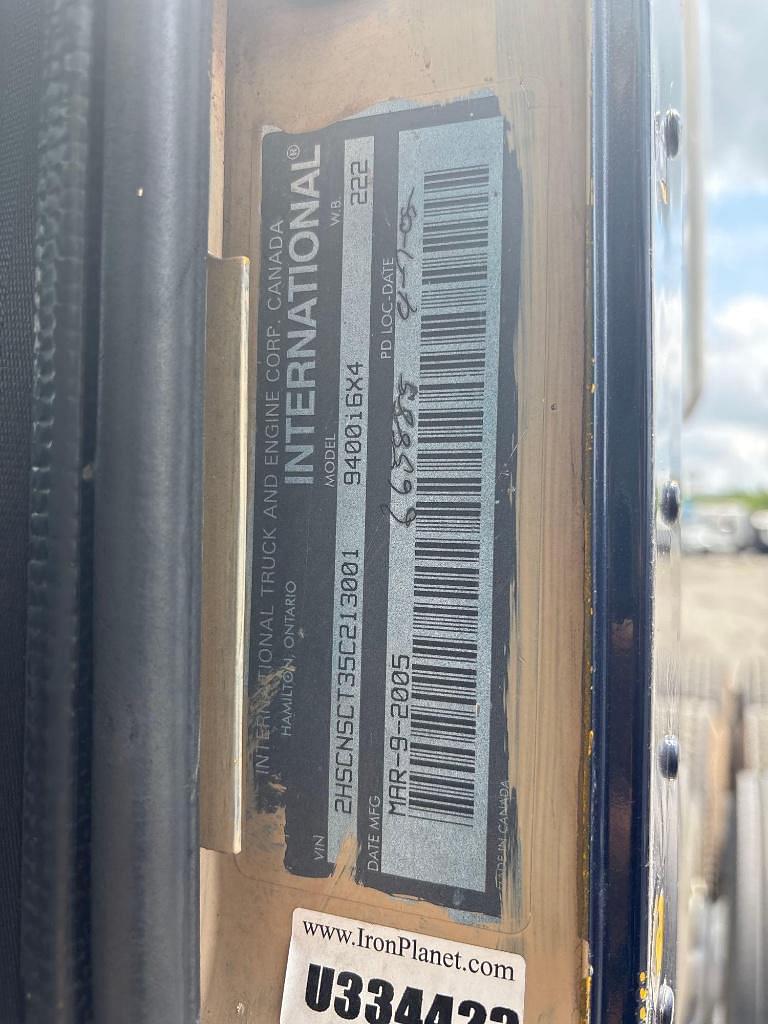 INTERNATIONAL TRUCK AND ENGINE CORP. CANADA
HAMILTON, ONTARIO
INTERNATIONAL®
VIN MODEL W.B.
2HSCNSCT35C213001 9400i6X4 222
DATE MFG PD LOC-DATE
MAR-9-2005
MADE IN CANADA
www.IronPlanet.com